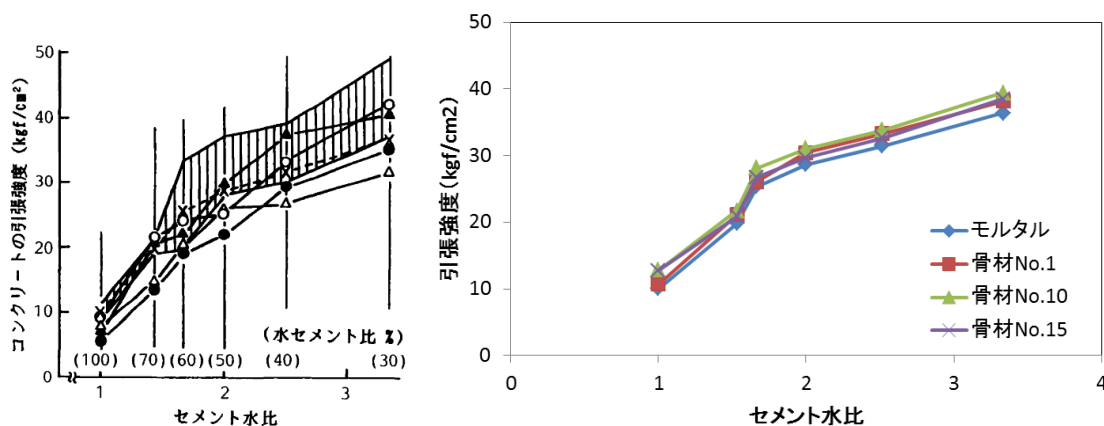 コンクリートの引張強度 (kgf/cm²)
50
40
30
20
10
0
(水セメント比 %)
(100) (70) (60) (50) (40) (30)
1 2 3
セメント水比
引張強度(kgf/cm2)
50
40
30
20
10
0
モルタル
骨材No.1
骨材No.10
骨材No.15
0 1 2 3 4
セメント水比